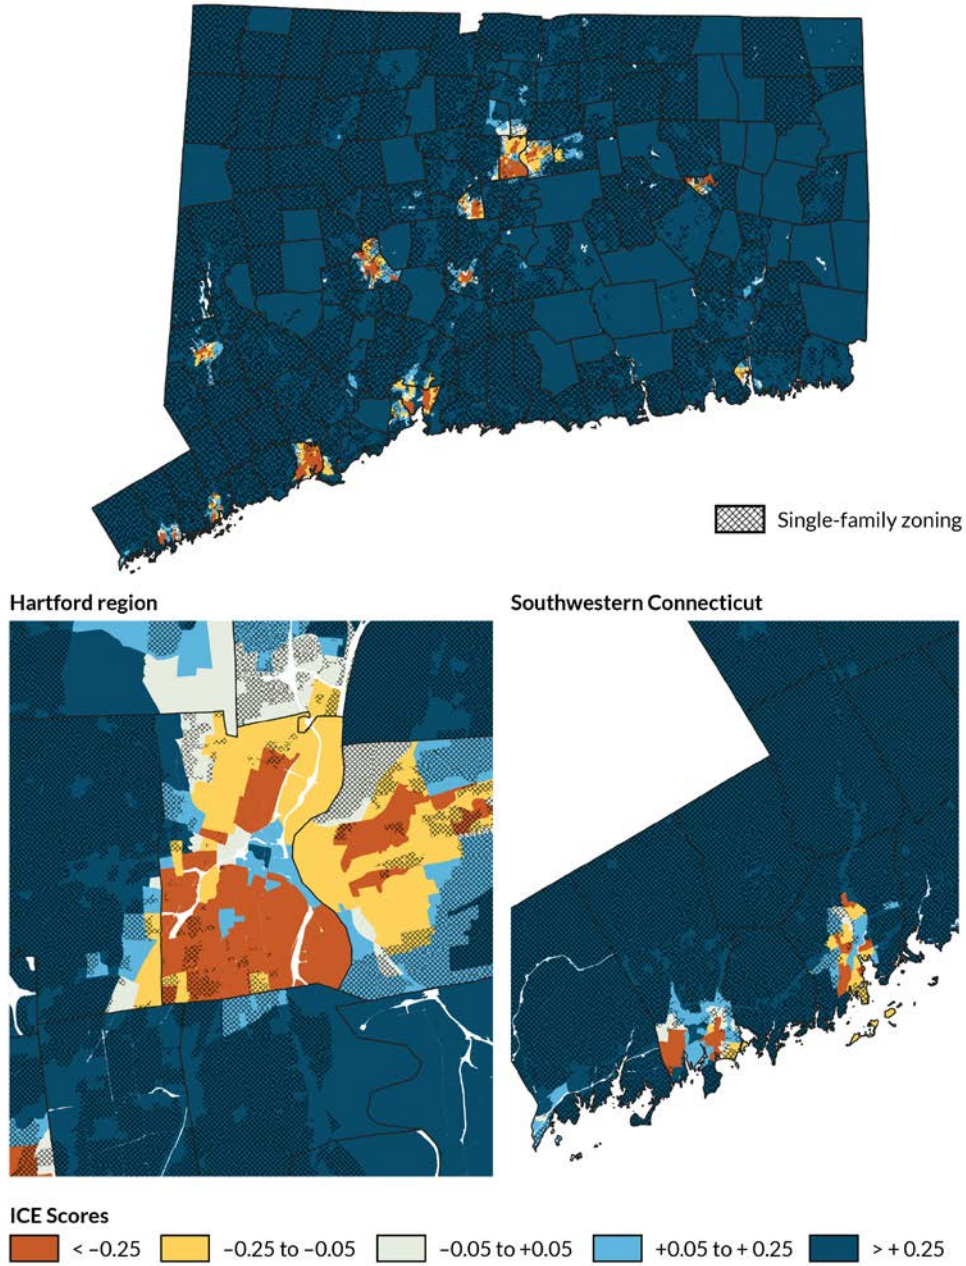 Single-family zoning
Hartford region
Southwestern Connecticut
ICE Scores
< –0.25
–0.25 to –0.05
–0.05 to +0.05
+0.05 to + 0.25
> + 0.25